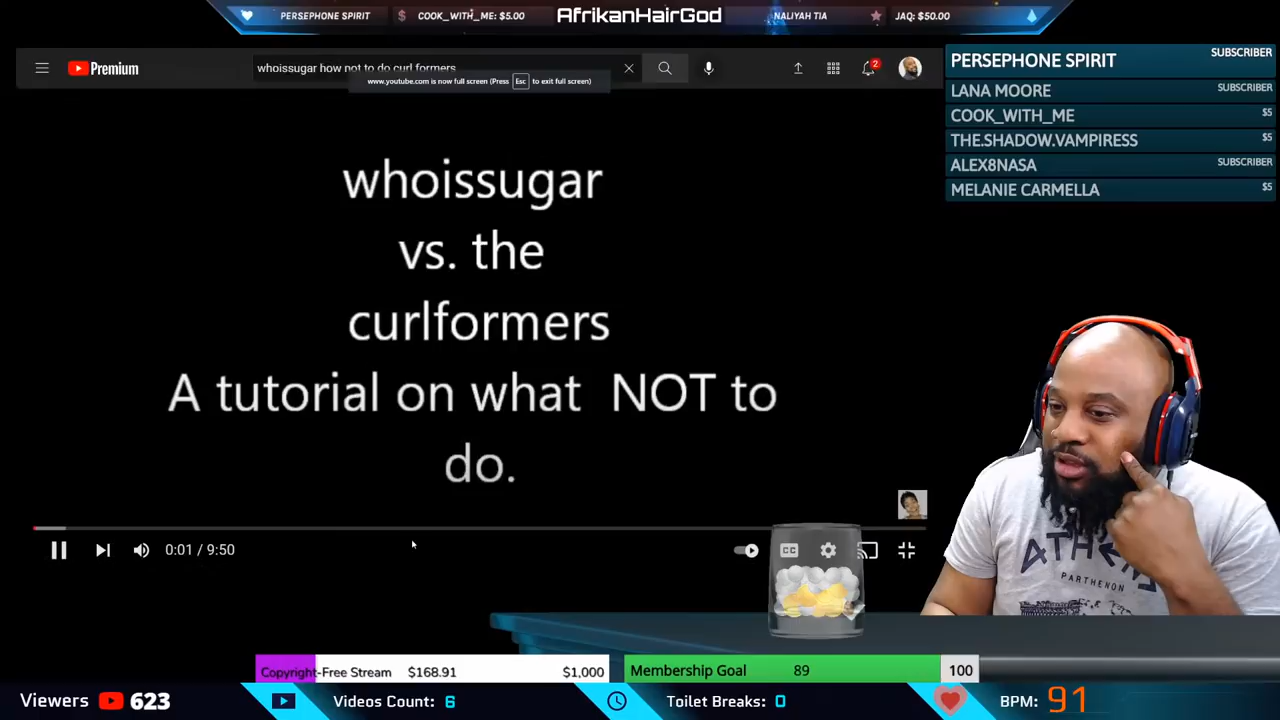 PERSEPHONE SPIRIT
$ COOK_WITH_ME: $5.00
AfrikanHairGod
NALIYAH TIA
JAQ: $50.00
Premium
whoissugar how not to do curl formers
2
www.youtube.com is now full screen (Press Esc to exit full screen)
PERSEPHONE SPIRIT SUBSCRIBER
LANA MOORE SUBSCRIBER
COOK_WITH_ME $5
THE.SHADOW.VAMPIRESS $5
ALEX8NASA SUBSCRIBER
MELANIE CARMELLA $5
whoissugar
vs. the
curlformers
A tutorial on what NOT to
do.
0:01 / 9:50
CC
ATHENS
PARTHENON
Copyright-Free Stream $168.91 $1,000
Membership Goal 89 100
Viewers 623
Videos Count: 6
Toilet Breaks: 0
BPM: 91